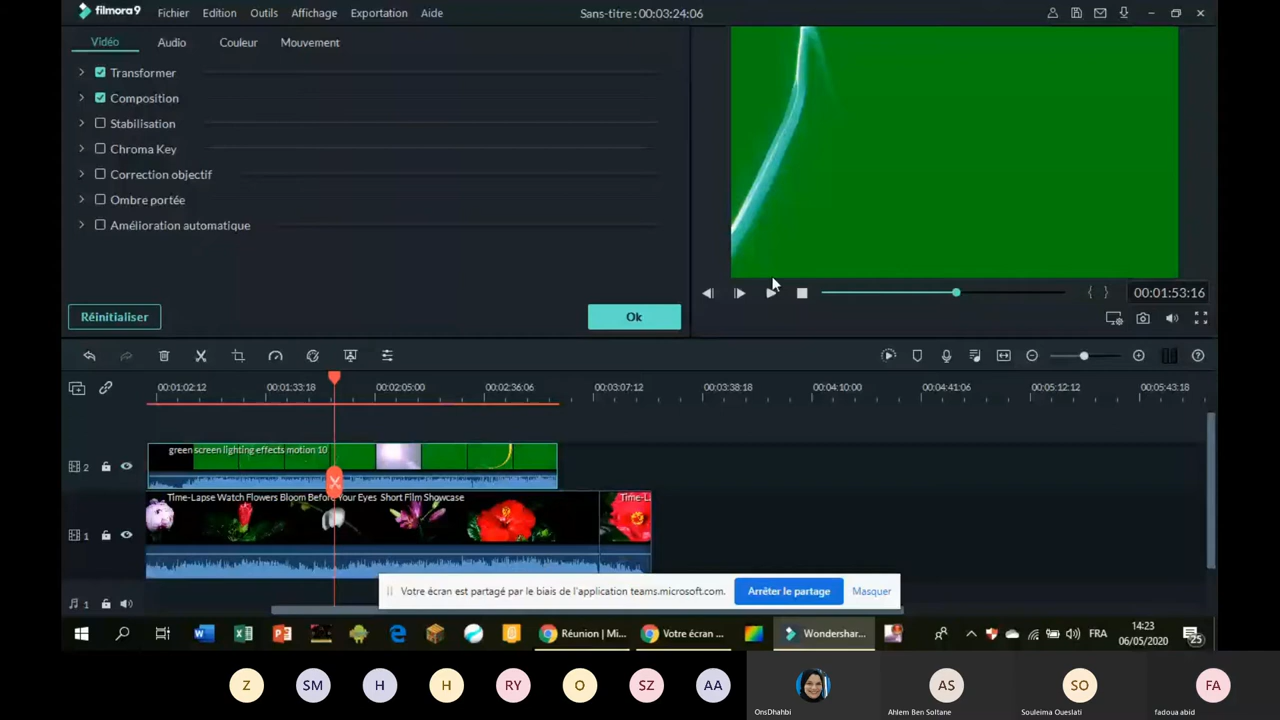 filmora9 Fichier Edition Outils Affichage Exportation Aide Sans-titre : 00:03:24:06
Vidéo Audio Couleur Mouvement
Transformer
Composition
Stabilisation
Chroma Key
Correction objectif
Ombre portée
Amélioration automatique
Réinitialiser Ok
{ } 00:01:53:16
00:01:02:12 00:01:33:18 00:02:05:00 00:02:36:06 00:03:07:12 00:03:38:18 00:04:10:00 00:04:41:06 00:05:12:12 00:05:43:18
green screen lighting effects motion 10
2
Time-Lapse Watch Flowers Bloom Before Your Eyes Short Film Showcase Time-L
1
Votre écran est partagé par le biais de l'application teams.microsoft.com. Arrêter le partage Masquer
1
Réunion | Mi... Votre écran ... Wondershar... FRA 14:23
06/05/2020 25
Z SM H H RY O SZ AA AS SO FA
OnsDhahbi Ahlem Ben Soltane Souleima Oueslati fadoua abid